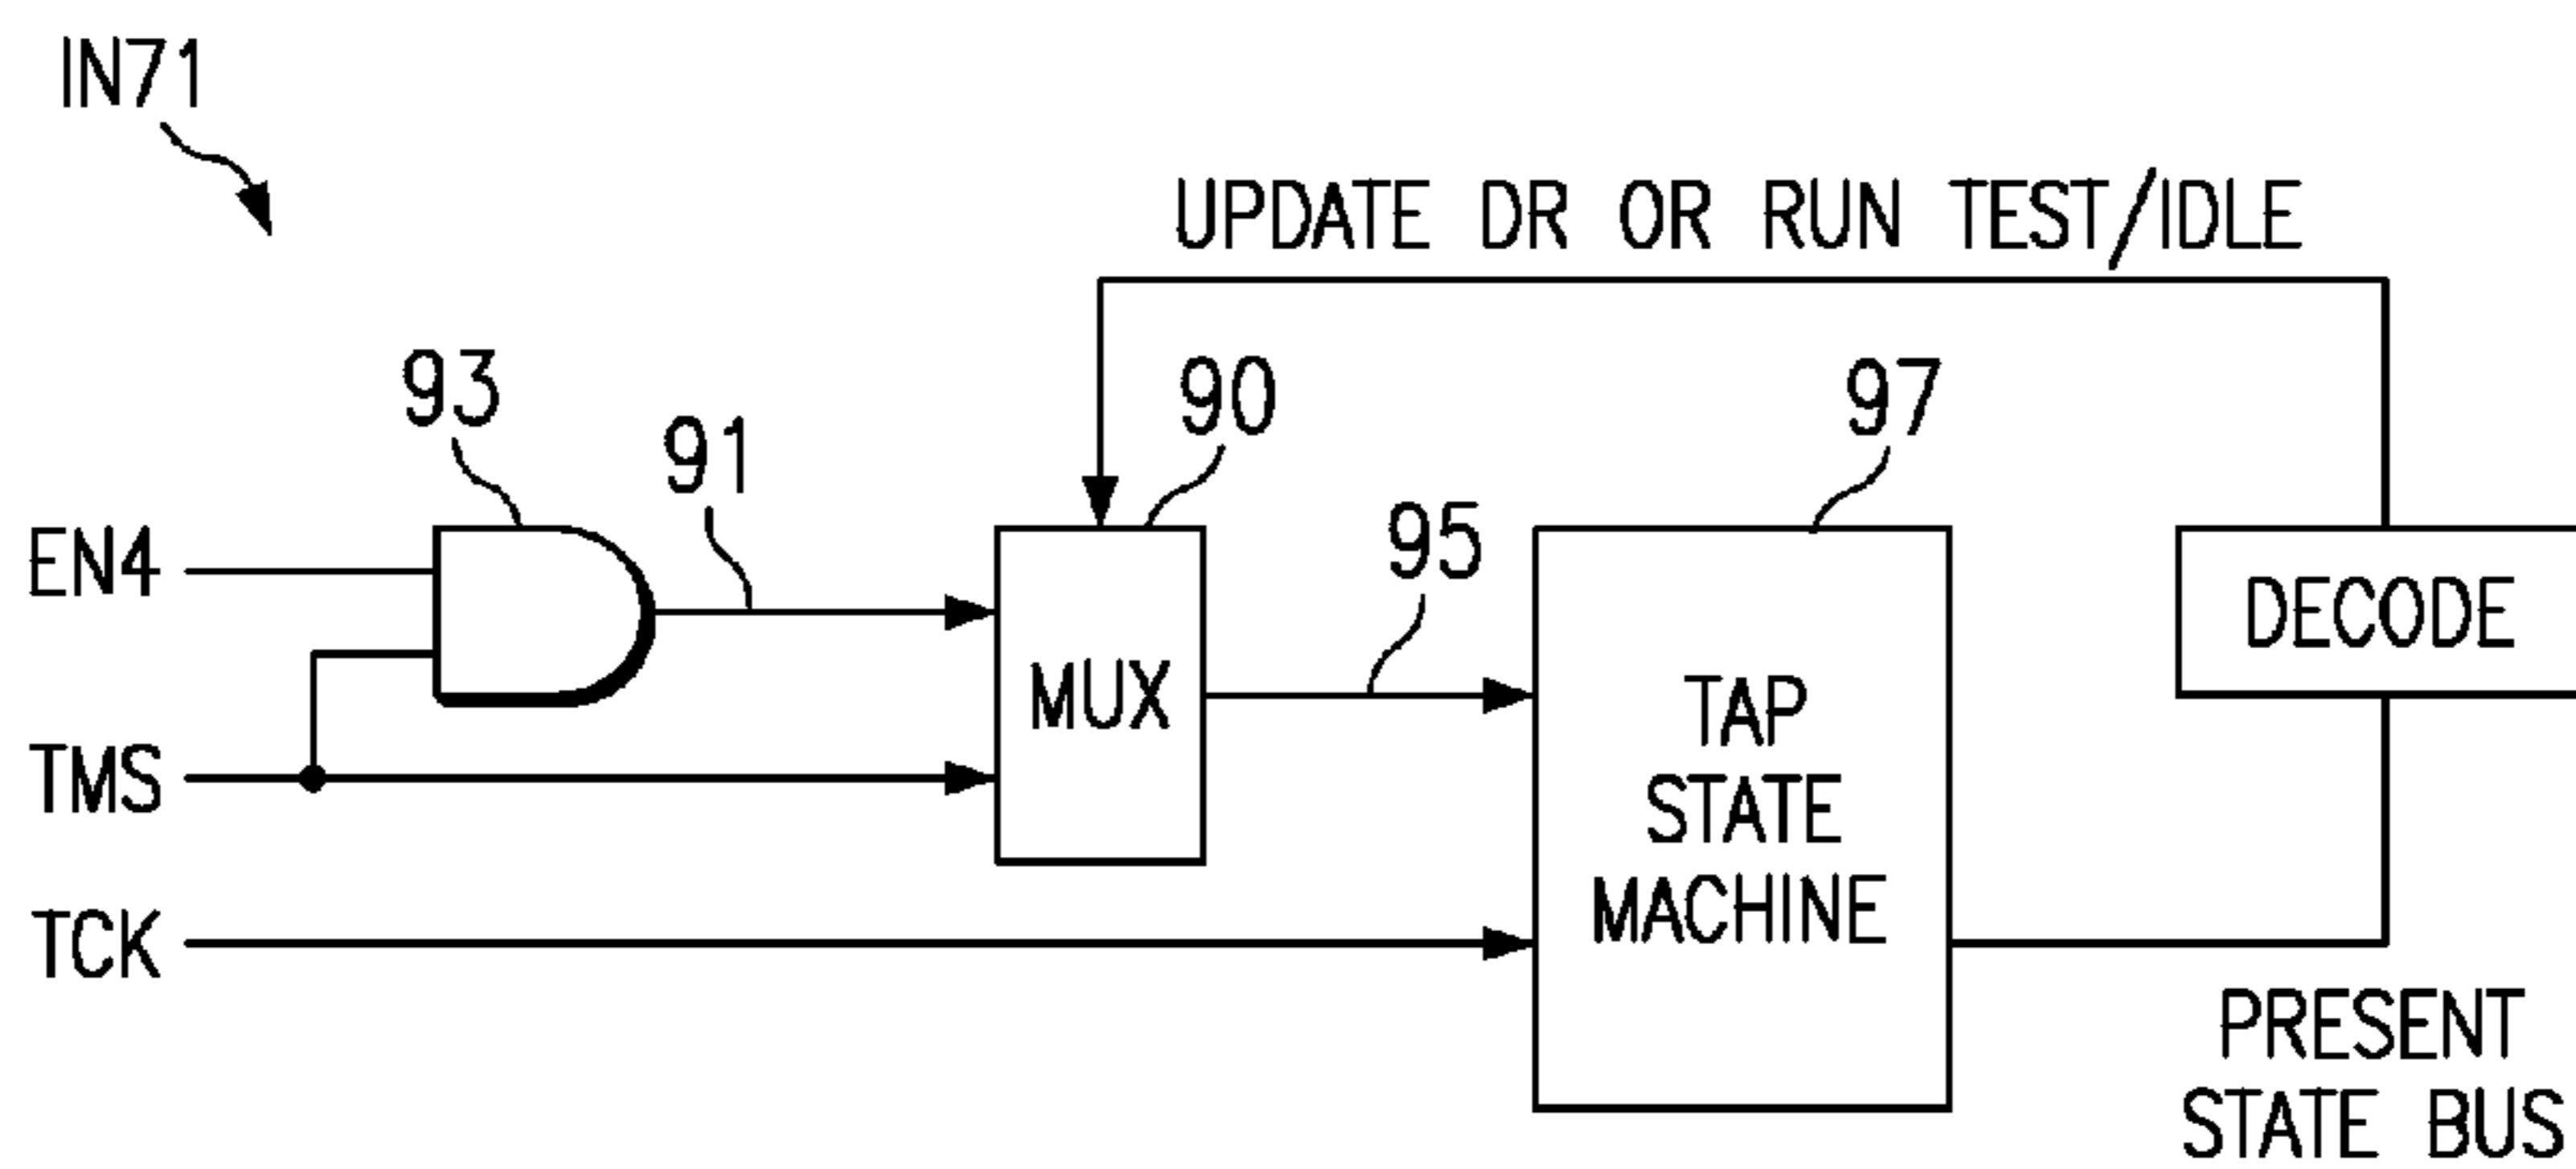 IN71
UPDATE DR OR RUN TEST/IDLE
93
91
90
95
97
EN4
TMS
TCK
MUX
TAP
STATE
MACHINE
DECODE
PRESENT
STATE BUS